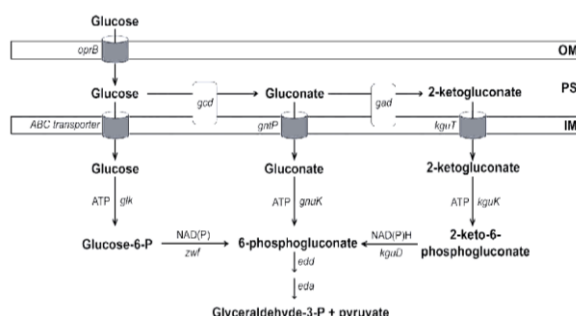 Glucose
oprB
OM
Glucose
gcd
Gluconate
gad
2-ketogluconate
PS
ABC transporter
gntP
kguT
IM
Glucose
Gluconate
2-ketogluconate
ATP glk
ATP gnuK
ATP kguK
Glucose-6-P
NAD(P)
zwf
6-phosphogluconate
NAD(P)H
kguD
2-keto-6-
phosphogluconate
edd
eda
Glyceraldehyde-3-P + pyruvate